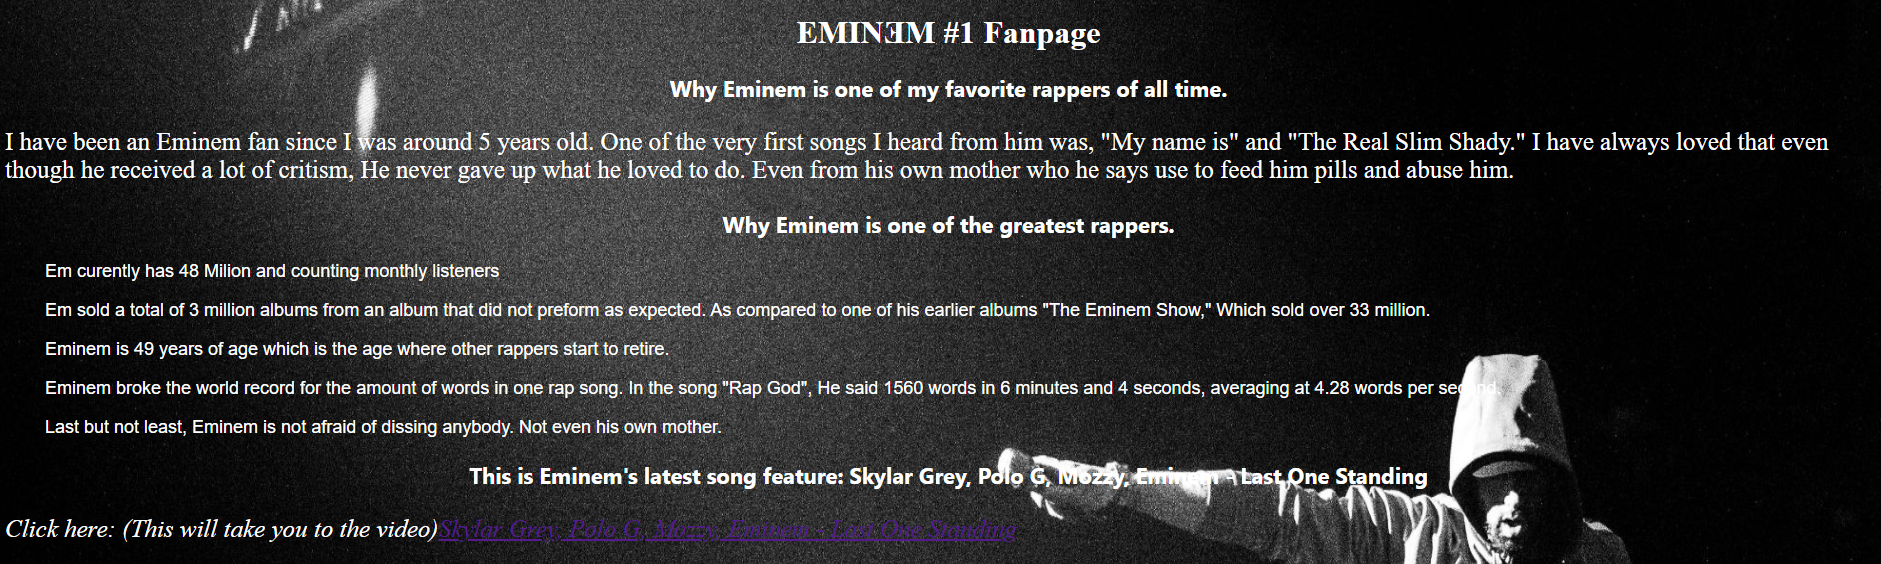 EMINƎM #1 Fanpage
Why Eminem is one of my favorite rappers of all time.
I have been an Eminem fan since I was around 5 years old. One of the very first songs I heard from him was, "My name is" and "The Real Slim Shady." I have always loved that even
though he received a lot of critism, He never gave up what he loved to do. Even from his own mother who he says use to feed him pills and abuse him.
Why Eminem is one of the greatest rappers.
Em curently has 48 Milion and counting monthly listeners
Em sold a total of 3 million albums from an album that did not preform as expected. As compared to one of his earlier albums "The Eminem Show," Which sold over 33 million.
Eminem is 49 years of age which is the age where other rappers start to retire.
Eminem broke the world record for the amount of words in one rap song. In the song "Rap God", He said 1560 words in 6 minutes and 4 seconds, averaging at 4.28 words per second.
Last but not least, Eminem is not afraid of dissing anybody. Not even his own mother.
This is Eminem's latest song feature: Skylar Grey, Polo G, Mozzy, Eminem - Last One Standing
Click here: (This will take you to the video)Skylar Grey, Polo G, Mozzy, Eminem - Last One Standing